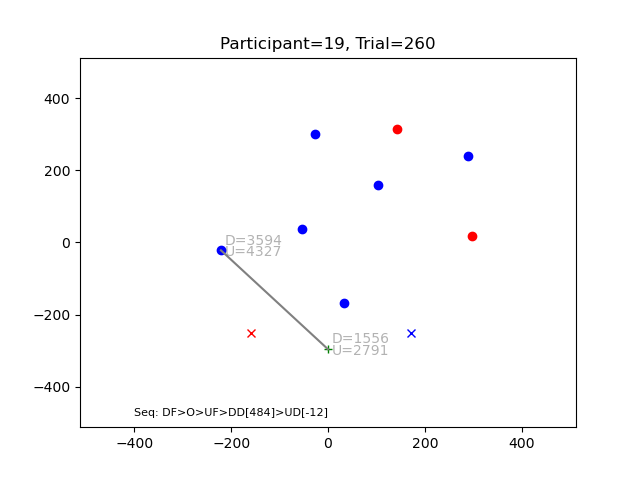 Participant=19, Trial=260
400
200
0
−200
−400
D=3594
U=4327
D=1556
U=2791
Seq: DF>O>UF>DD[484]>UD[-12]
−400
−200
0
200
400